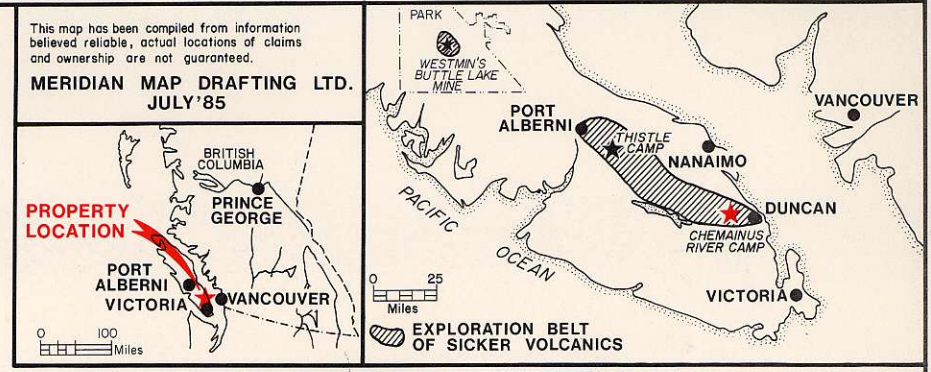 This map has been compiled from information
believed reliable, actual locations of claims
and ownership are not guaranteed.
MERIDIAN MAP DRAFTING LTD.
JULY'85
BRITISH
COLUMBIA
PRINCE
GEORGE
PROPERTY
LOCATION
PORT
ALBERNI
VICTORIA
VANCOUVER
0 100
Miles
PARK
WESTMIN'S
BUTTLE LAKE
MINE
VANCOUVER
PORT
ALBERNI
THISTLE
CAMP
NANAIMO
PACIFIC
OCEAN
DUNCAN
CHEMAINUS
RIVER CAMP
0 25
Miles
VICTORIA
EXPLORATION BELT
OF SICKER VOLCANICS